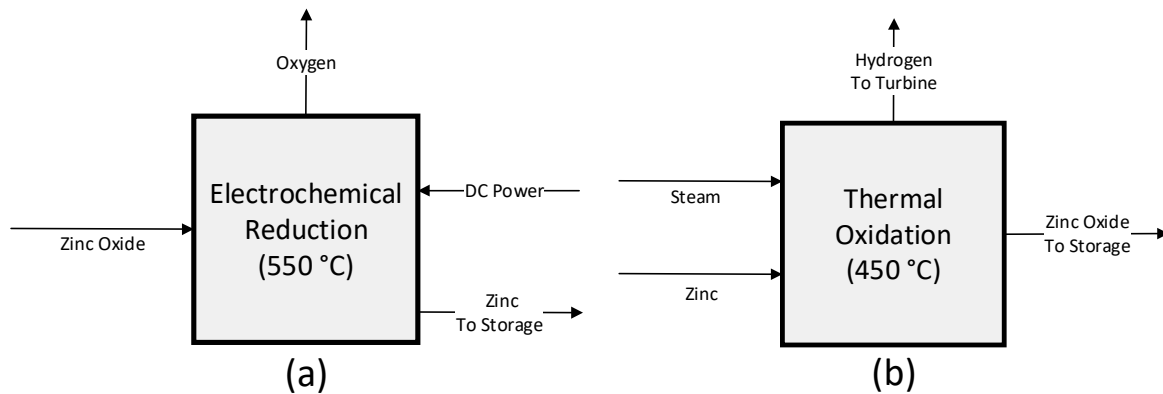 Oxygen
Electrochemical
Reduction
(550 °C)
DC Power
Zinc Oxide
Zinc
To Storage
(a)
Hydrogen
To Turbine
Steam
Thermal
Oxidation
(450 °C)
Zinc Oxide
To Storage
Zinc
(b)